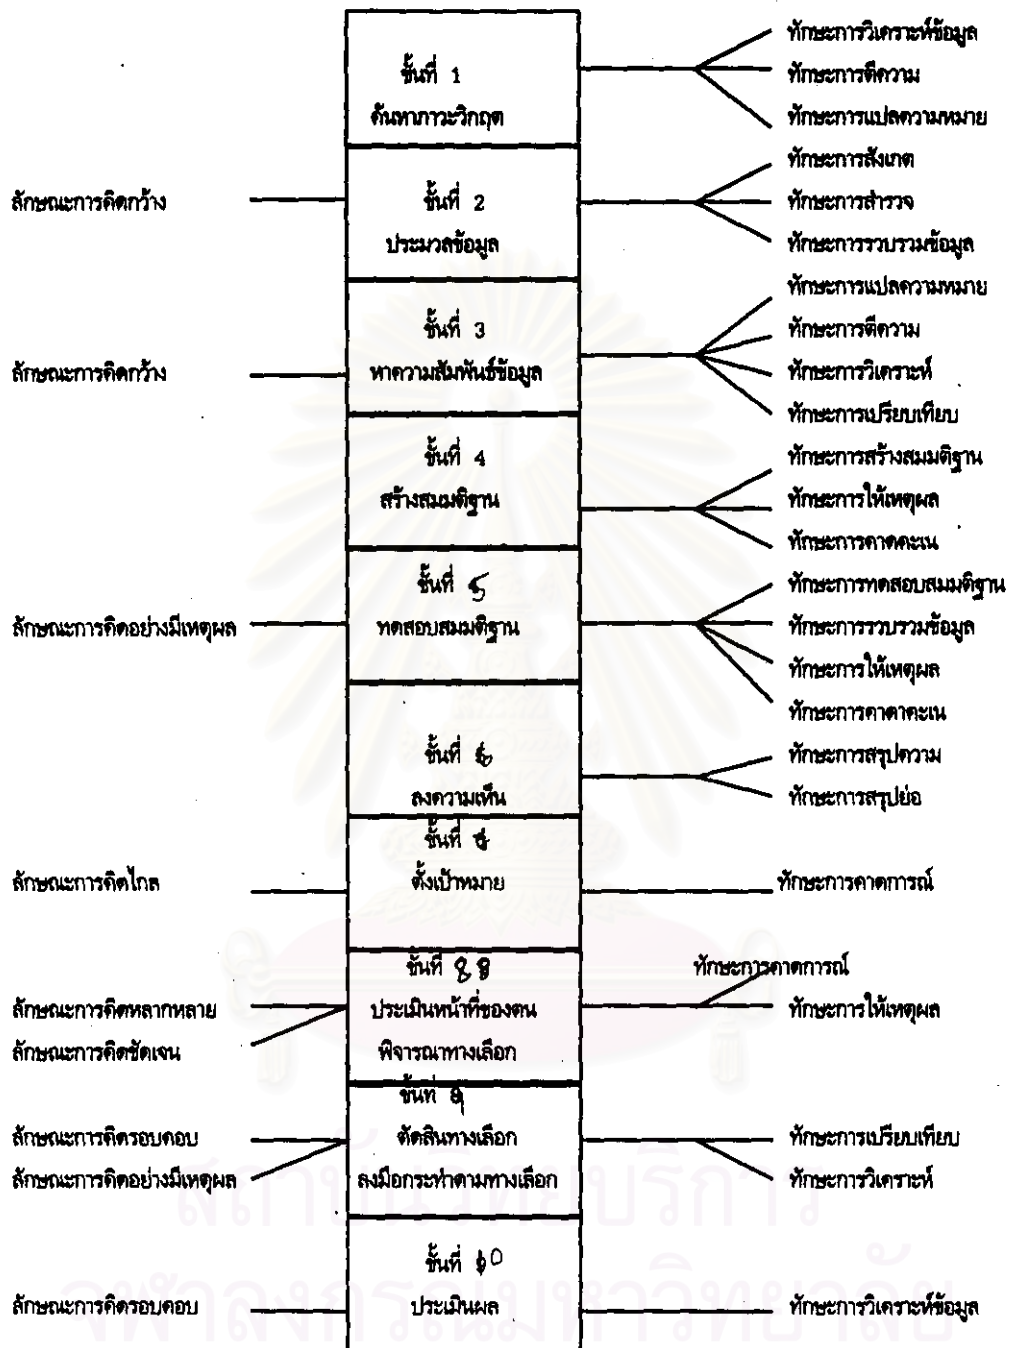 ทักษะการวิเคราะห์ข้อมูล
ขั้นที่ 1
ทักษะการตีความ
ค้นหาภาวะวิกฤต
ทักษะการแปลความหมาย
ทักษะการสังเกต
ลักษณะการคิดกว้าง
ขั้นที่ 2
ทักษะการสำรวจ
ประมวลข้อมูล
ทักษะการรวบรวมข้อมูล
ทักษะการแปลความหมาย
ขั้นที่ 3
ทักษะการตีความ
ลักษณะการคิดกว้าง
หาความสัมพันธ์ข้อมูล
ทักษะการวิเคราะห์
ทักษะการเปรียบเทียบ
ขั้นที่ 4
ทักษะการสร้างสมมติฐาน
สร้างสมมติฐาน
ทักษะการให้เหตุผล
ทักษะการคาดคะเน
ขั้นที่ 5
ทักษะการทดสอบสมมติฐาน
ลักษณะการคิดอย่างมีเหตุผล
ทดสอบสมมติฐาน
ทักษะการรวบรวมข้อมูล
ทักษะการให้เหตุผล
ทักษะการคาดคะเน
ขั้นที่ 6
ทักษะการสรุปความ
ลงความเห็น
ทักษะการสรุปย่อ
ขั้นที่
ลักษณะการคิดไกล
ตั้งเป้าหมาย
ทักษะการคาดการณ์
ขั้นที่ 8 8
ทักษะการคาดการณ์
ลักษณะการคิดหลากหลาย
ประเมินหน้าที่ของตน
ทักษะการให้เหตุผล
ลักษณะการคิดชัดเจน
พิจารณาทางเลือก
ขั้นที่ 9
ลักษณะการคิดรอบคอบ
ตัดสินทางเลือก
ทักษะการเปรียบเทียบ
ลักษณะการคิดอย่างมีเหตุผล
ลงมือกระทำตามทางเลือก
ทักษะการวิเคราะห์
ขั้นที่ 10
ลักษณะการคิดรอบคอบ
ประเมินผล
ทักษะการวิเคราะห์ข้อมูล
สถาบันวิทยบริการ
จุฬาลงกรณ์มหาวิทยาลัย